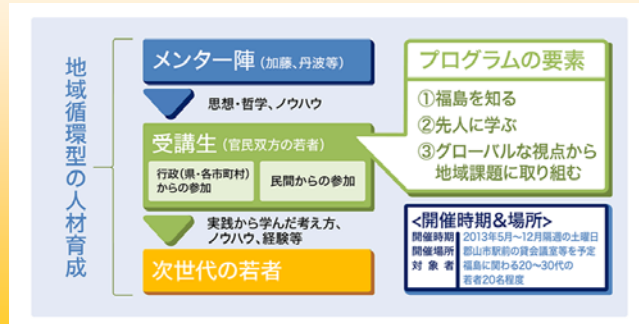 地域循環型の人材育成
メンター陣（加藤、丹波等）
思想・哲学、ノウハウ
受講生（官民双方の若者）
行政（県・各市町村）
からの参加
民間からの参加
実践から学んだ考え方、
ノウハウ、経験等
次世代の若者
プログラムの要素
①福島を知る
②先人に学ぶ
③グローバルな視点から
地域課題に取り組む
<開催時期&場所>
開催時期 2013年5月〜12月隔週の土曜日
開催場所 郡山市駅前の貸会議室等を予定
対象者 福島に関わる20〜30代の
若者20名程度